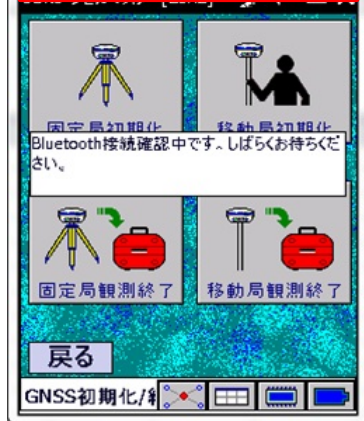 固定局初期化
移動局初期化
Bluetooth接続確認中です。しばらくお待ちくだ
さい。
固定局観測終了
移動局観測終了
戻る
GNSS初期化/